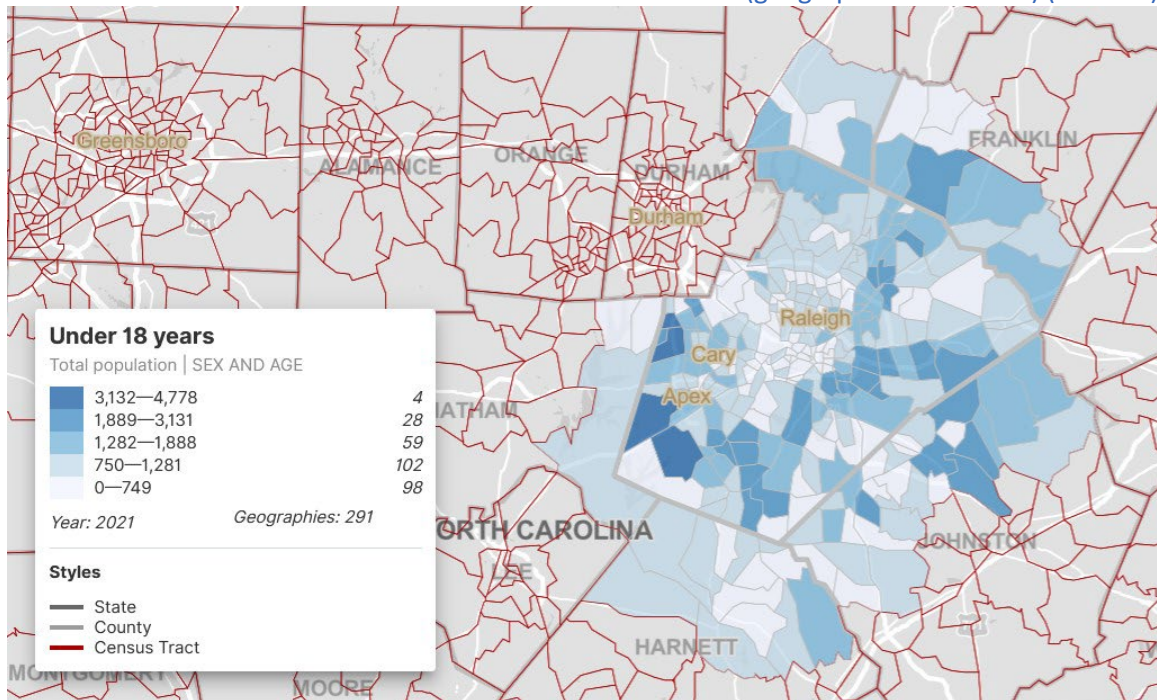 FRANKLIN
Greensboro
ALAMANCE
ORANGE
DURHAM
Durham
Raleigh
Cary
Apex
Under 18 years
Total population | SEX AND AGE
3,132—4,778 4
1,889—3,131 28
1,282—1,888 59
750—1,281 102
0—749 98
Year: 2021 Geographies: 291
ATHAM
ORTH CAROLINA
JOHNSTON
LEE
Styles
State
County
Census Tract
HARNETT
MONTGOMERY
MOORE